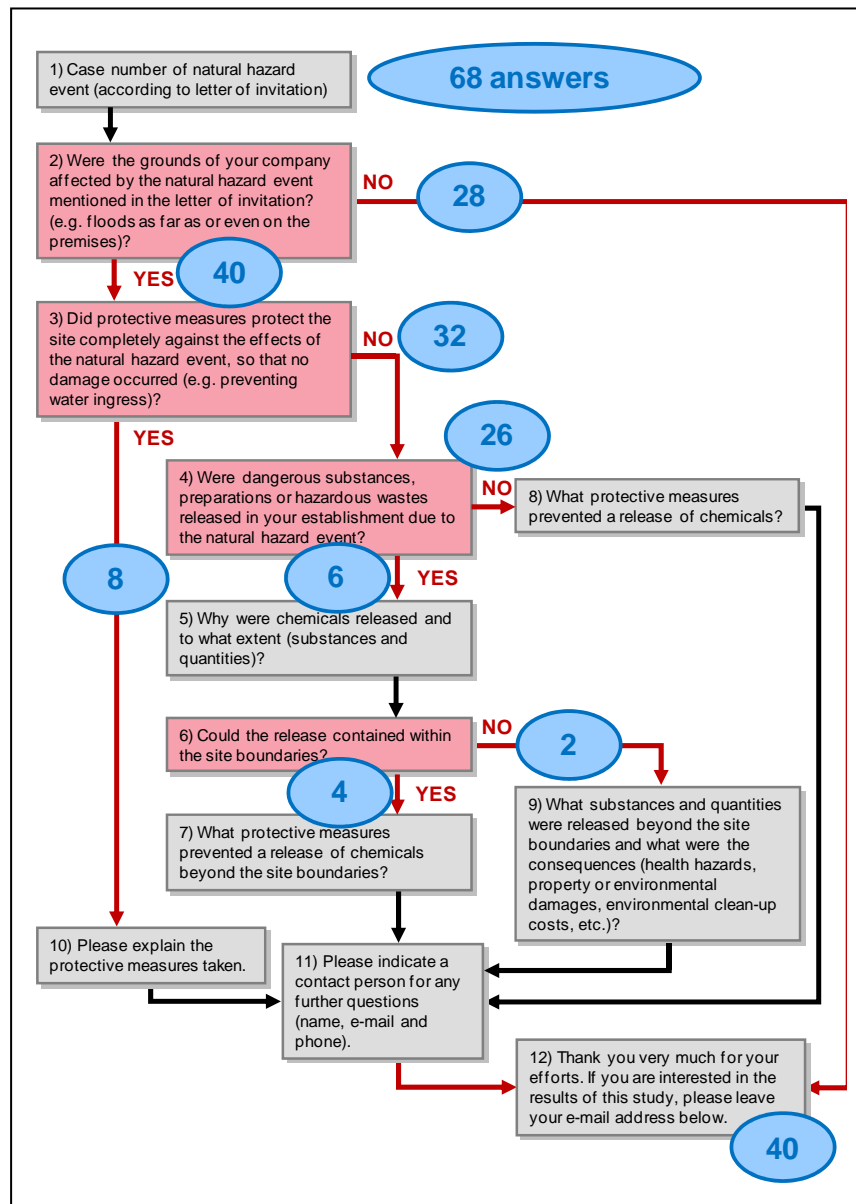 1) Case number of natural hazard
event (according to letter of invitation)
68 answers
2) Were the grounds of your company
affected by the natural hazard event
mentioned in the letter of invitation?
(e.g. floods as far as or even on the
premises)?
NO
28
YES
40
3) Did protective measures protect the
site completely against the effects of
the natural hazard event, so that no
damage occurred (e.g. preventing
water ingress)?
NO
32
YES
26
4) Were dangerous substances,
preparations or hazardous wastes
released in your establishment due to
the natural hazard event?
NO
8) What protective measures
prevented a release of chemicals?
8
6
YES
5) Why were chemicals released and
to what extent (substances and
quantities)?
6) Could the release contained within
the site boundaries?
NO
2
4
YES
7) What protective measures
prevented a release of chemicals
beyond the site boundaries?
9) What substances and quantities
were released beyond the site
boundaries and what were the
consequences (health hazards,
property or environmental
damages, environmental clean-up
costs, etc.)?
10) Please explain the
protective measures taken.
11) Please indicate a
contact person for any
further questions
(name, e-mail and
phone).
12) Thank you very much for your
efforts. If you are interested in the
results of this study, please leave
your e-mail address below.
40